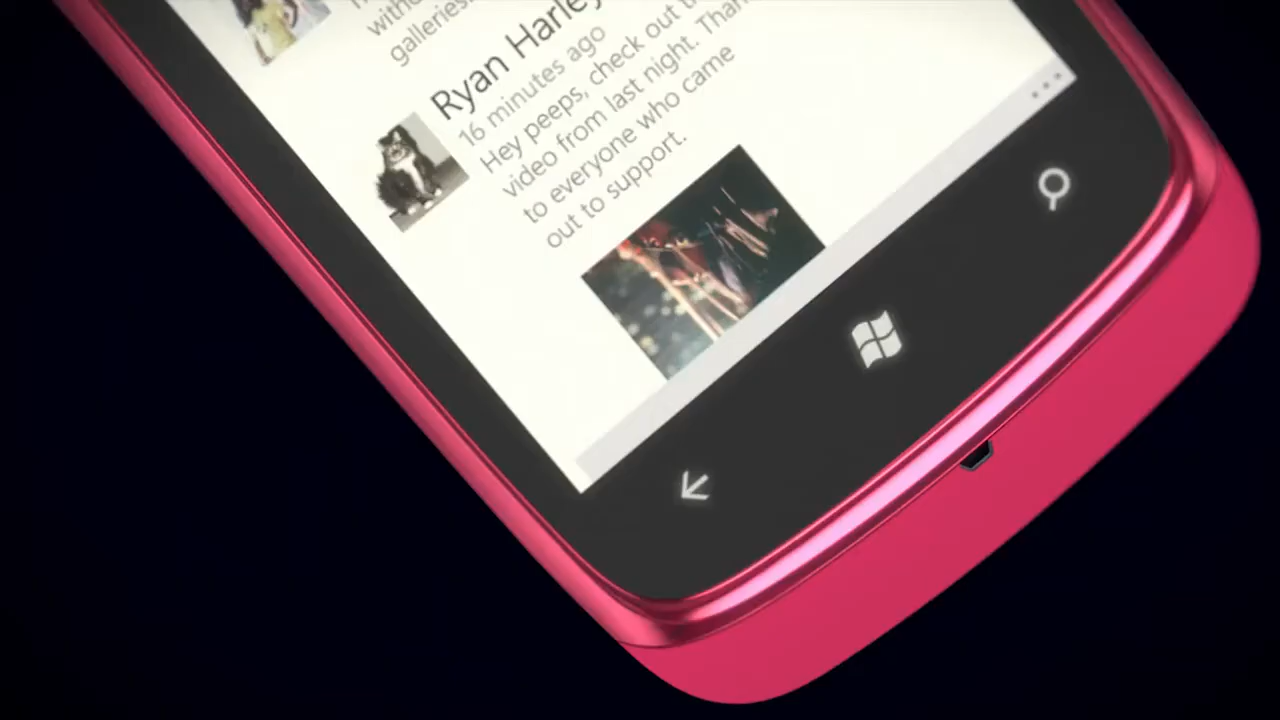 galleries.
Ryan Harley
16 minutes ago
Hey peeps, check out
video from last night.
to everyone who came
out to support.